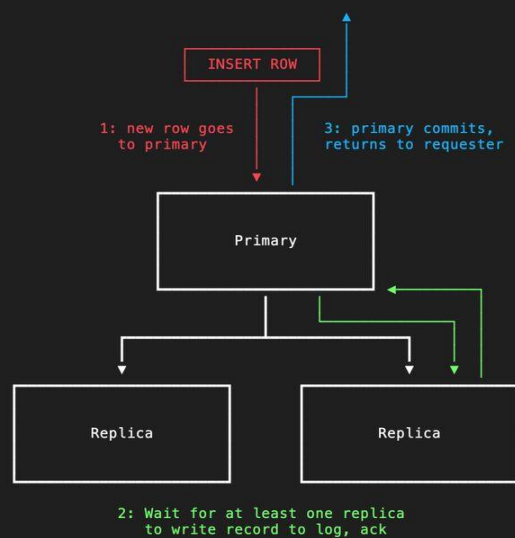 INSERT ROW
1: new row goes
to primary
3: primary commits,
returns to requester
Primary
Replica
Replica
2: Wait for at least one replica
to write record to log, ack